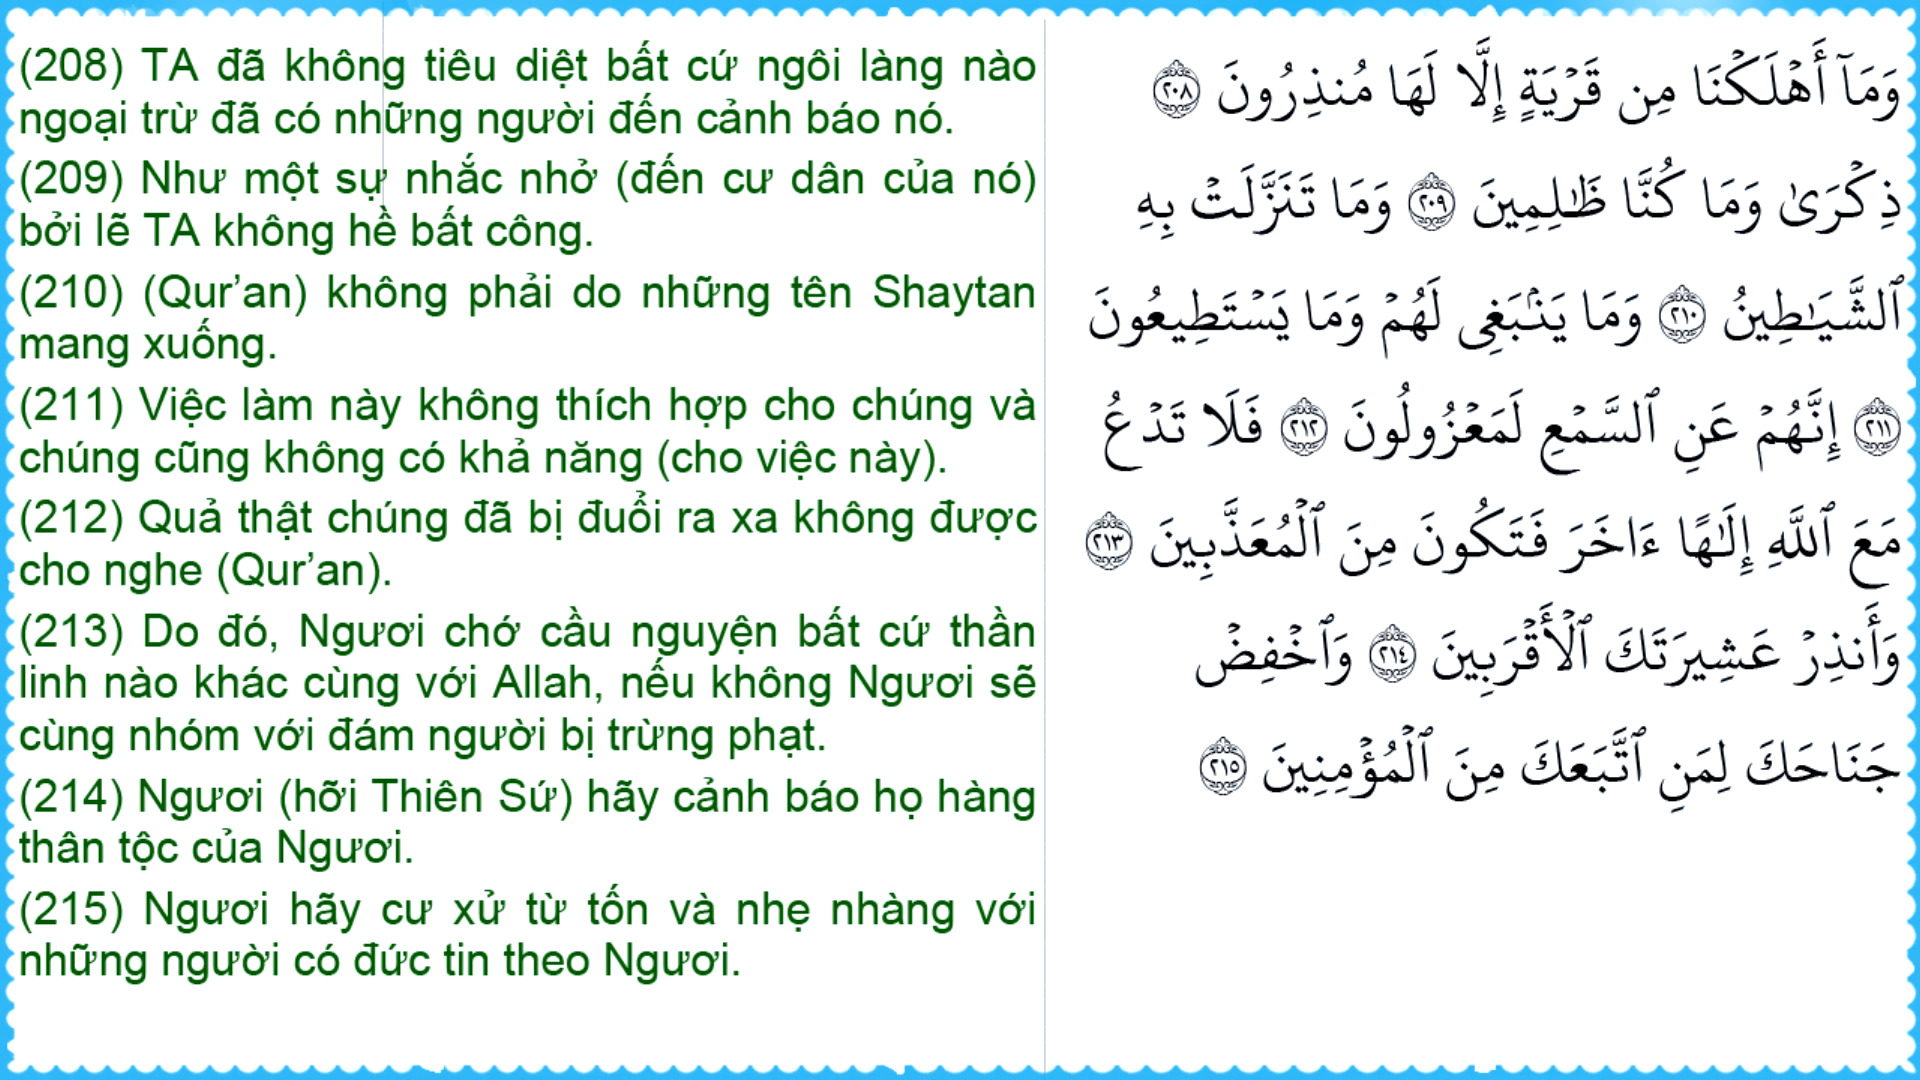 (208) TA đã không tiêu diệt bất cứ ngôi làng nào
ngoại trừ đã có những người đến cảnh báo nó.
(209) Như một sự nhắc nhở (đến cư dân của nó)
bởi lẽ TA không hề bất công.
(210) (Qur’an) không phải do những tên Shaytan
mang xuống.
(211) Việc làm này không thích hợp cho chúng và
chúng cũng không có khả năng (cho việc này).
(212) Quả thật chúng đã bị đuổi ra xa không được
cho nghe (Qur’an).
(213) Do đó, Ngươi chớ cầu nguyện bất cứ thần
linh nào khác cùng với Allah, nếu không Ngươi sẽ
cùng nhóm với đám người bị trừng phạt.
(214) Ngươi (hỡi Thiên Sứ) hãy cảnh báo họ hàng
thân tộc của Ngươi.
(215) Ngươi hãy cư xử từ tốn và nhẹ nhàng với
những người có đức tin theo Ngươi.
وَمَآ أَهۡلَكۡنَا مِن قَرۡيَةٍ إِلَّا لَهَا مُنذِرُونَ ٢٠٨
ذِكۡرَىٰ وَمَا كُنَّا ظَٰلِمِينَ ٢٠٩ وَمَا تَنَزَّلَتۡ بِهِ
ٱلشَّيَٰطِينُ ٢١٠ وَمَا يَنۢبَغِي لَهُمۡ وَمَا يَسۡتَطِيعُونَ
٢١١ إِنَّهُمۡ عَنِ ٱلسَّمۡعِ لَمَعۡزُولُونَ ٢١٢ فَلَا تَدۡعُ
مَعَ ٱللَّهِ إِلَٰهًا ءَاخَرَ فَتَكُونَ مِنَ ٱلۡمُعَذَّبِينَ ٢١٣
وَأَنذِرۡ عَشِيرَتَكَ ٱلۡأَقۡرَبِينَ ٢١٤ وَٱخۡفِضۡ
جَنَاحَكَ لِمَنِ ٱتَّبَعَكَ مِنَ ٱلۡمُؤۡمِنِينَ ٢١٥